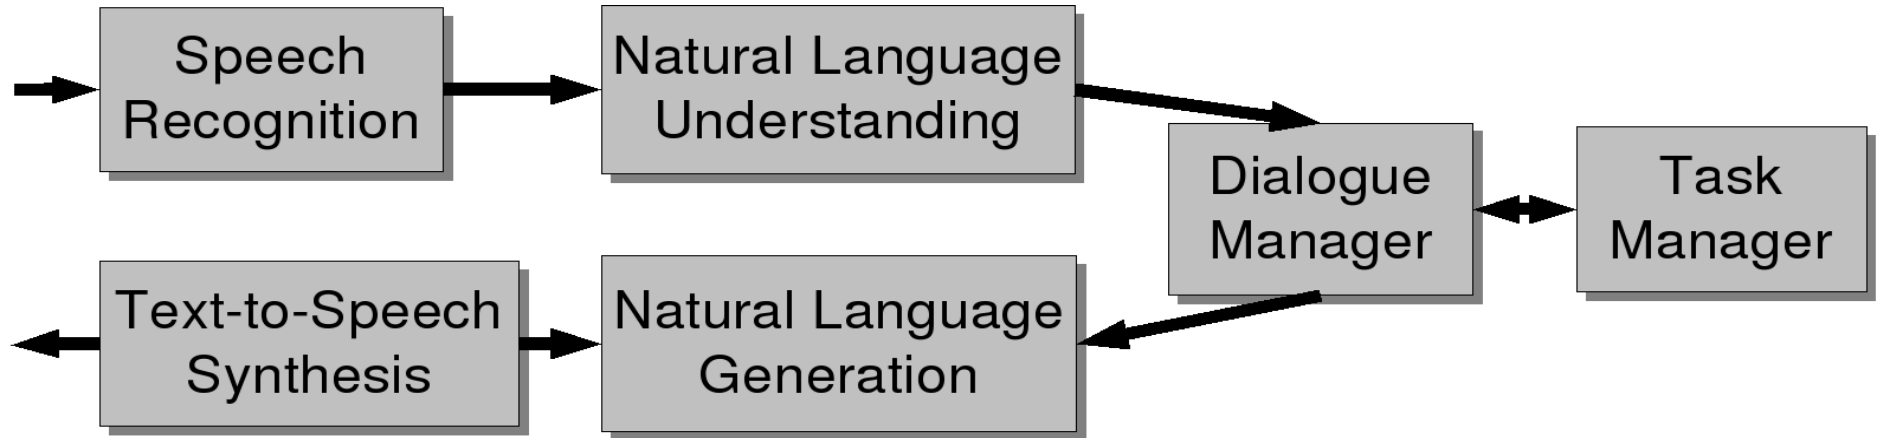 Speech
Recognition
Natural Language
Understanding
Dialogue
Manager
Task
Manager
Text-to-Speech
Synthesis
Natural Language
Generation